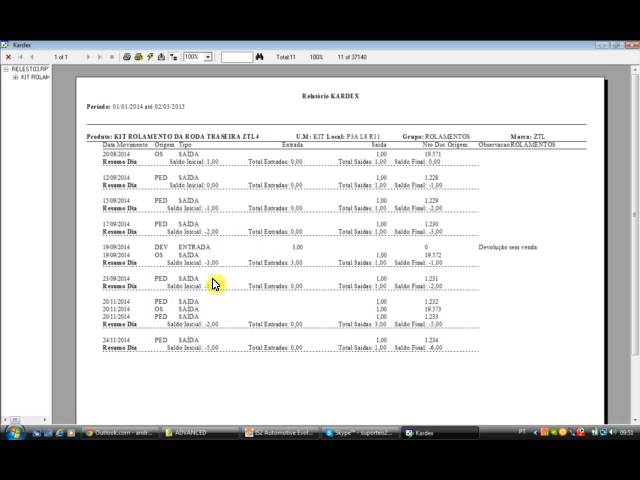 Kardex
1 of 1
100%
Total:11
100%
11 of 37140
RELEST03.RPT
KIT ROLAM
Relatório KARDEX
Período: 01/01/2014 até 02/03/2015
Produto: KIT ROLAMENTO DA RODA TRASEIRA ZTL4 U.M: KIT Local: P3A L8 R11 Grupo: ROLAMENTOS Marca: ZTL
Data Movimento Origem Tipo Entrada Saída Nro Doc Origem Observacao ROLAMENTOS
20/08/2014 OS SAÍDA 1,00 19.571
Resumo Dia Saldo Inicial: 1,00 Total Entradas: 0,00 Total Saídas: 1,00 Saldo Final: 0,00
12/09/2014 PED SAÍDA 1,00 1.228
Resumo Dia Saldo Inicial: 0,00 Total Entradas: 0,00 Total Saídas: 1,00 Saldo Final: -1,00
15/09/2014 PED SAÍDA 1,00 1.229
Resumo Dia Saldo Inicial: -1,00 Total Entradas: 0,00 Total Saídas: 1,00 Saldo Final: -2,00
17/09/2014 PED SAÍDA 1,00 1.230
Resumo Dia Saldo Inicial: -2,00 Total Entradas: 0,00 Total Saídas: 1,00 Saldo Final: -3,00
19/09/2014 DEV ENTRADA 3,00 0 Devolução sem venda
19/09/2014 OS SAÍDA 1,00 19.572
Resumo Dia Saldo Inicial: -3,00 Total Entradas: 3,00 Total Saídas: 1,00 Saldo Final: -1,00
23/09/2014 PED SAÍDA 1,00 1.231
Resumo Dia Saldo Inicial: -1,00 Total Entradas: 0,00 Total Saídas: 1,00 Saldo Final: -2,00
20/11/2014 PED SAÍDA 1,00 1.232
20/11/2014 OS SAÍDA 1,00 19.573
20/11/2014 PED SAÍDA 1,00 1.233
Resumo Dia Saldo Inicial: -2,00 Total Entradas: 0,00 Total Saídas: 3,00 Saldo Final: -5,00
24/11/2014 PED SAÍDA 1,00 1.234
Resumo Dia Saldo Inicial: -5,00 Total Entradas: 0,00 Total Saídas: 1,00 Saldo Final: -6,00
Outlook.com - andr...
ADVANCED
IS2 Automotive Evol...
Skype™ - suporteis2...
Kardex
PT
09:51